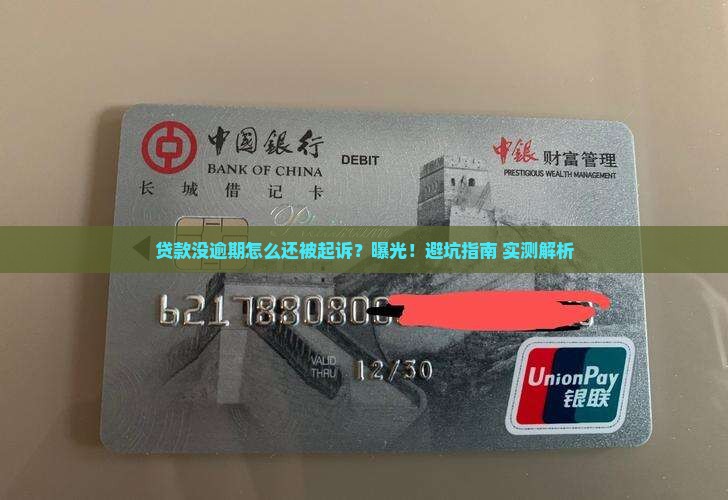 中国银行
BANK OF CHINA
DEBIT
中銀 财富管理
PRESTIGIOUS WEALTH MANAGEMENT
长城借记卡
贷款没逾期怎么还被起诉？曝光！避坑指南 实测解析
621788080
VALID
THRU
12/30
UnionPay
银联